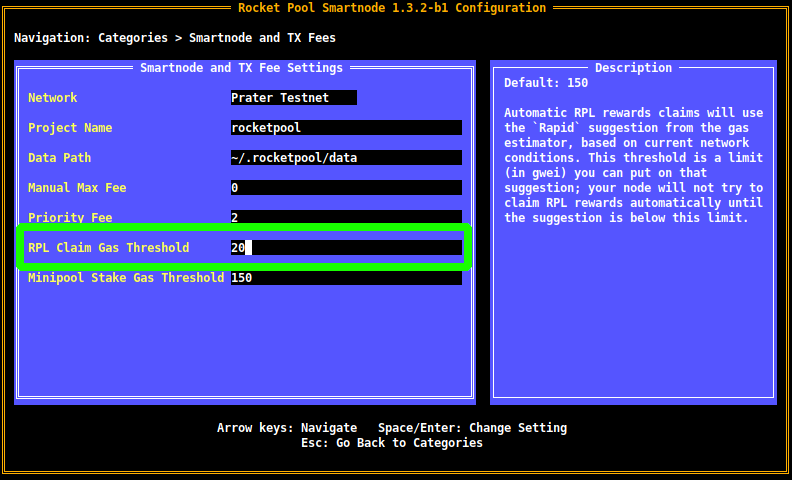 Rocket Pool Smartnode 1.3.2-b1 Configuration
Navigation: Categories > Smartnode and TX Fees
Smartnode and TX Fee Settings
Network Prater Testnet
Project Name rocketpool
Data Path ~/.rocketpool/data
Manual Max Fee 0
Priority Fee 2
RPL Claim Gas Threshold 20
Minipool Stake Gas Threshold 150
Description
Default: 150
Automatic RPL rewards claims will use
the `Rapid` suggestion from the gas
estimator, based on current network
conditions. This threshold is a limit
(in gwei) you can put on that
suggestion; your node will not try to
claim RPL rewards automatically until
the suggestion is below this limit.
Arrow keys: Navigate Space/Enter: Change Setting
Esc: Go Back to Categories